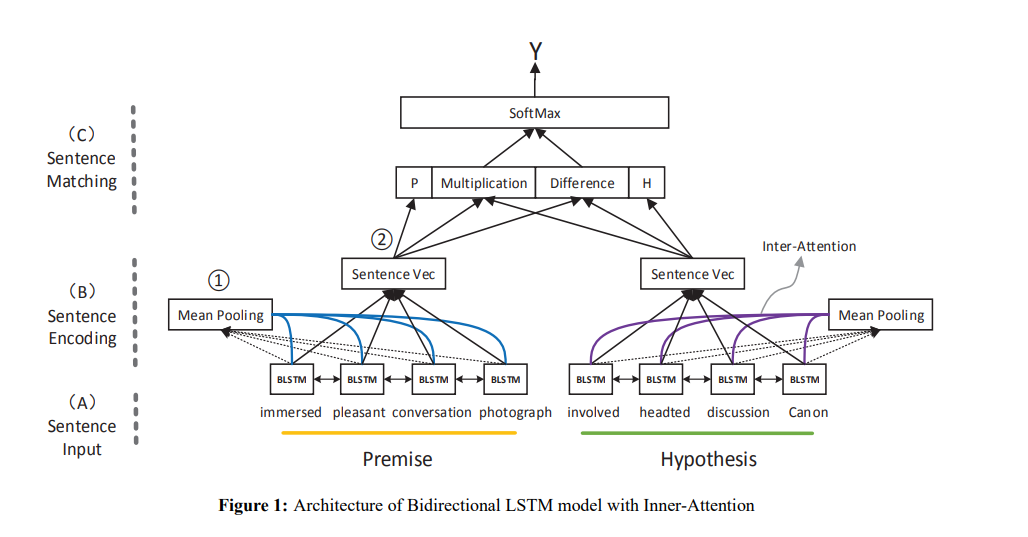 Y
SoftMax
(C)
Sentence
Matching
P Multiplication Difference H
②
Inter-Attention
Sentence Vec Sentence Vec
①
(B)
Sentence
Encoding
Mean Pooling Mean Pooling
BLSTM BLSTM BLSTM BLSTM BLSTM BLSTM BLSTM BLSTM
(A)
Sentence
Input
immersed pleasant conversation photograph involved headted discussion Canon
Premise Hypothesis
Figure 1: Architecture of Bidirectional LSTM model with Inner-Attention